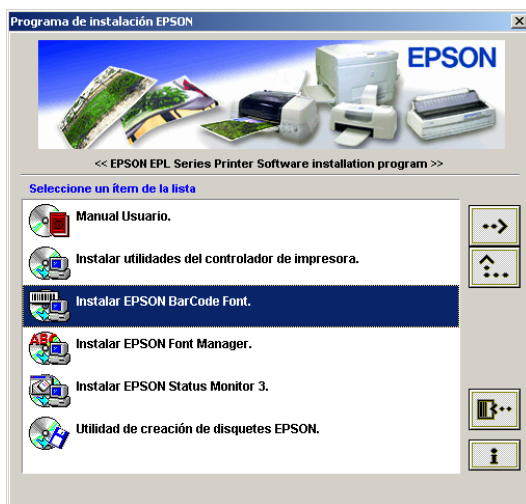 Programa de instalación EPSON
EPSON
<< EPSON EPL Series Printer Software installation program >>
Seleccione un ítem de la lista
Manual Usuario.
Instalar utilidades del controlador de impresora.
Instalar EPSON BarCode Font.
ABC
Instalar EPSON Font Manager.
Instalar EPSON Status Monitor 3.
Utilidad de creación de disquetes EPSON.